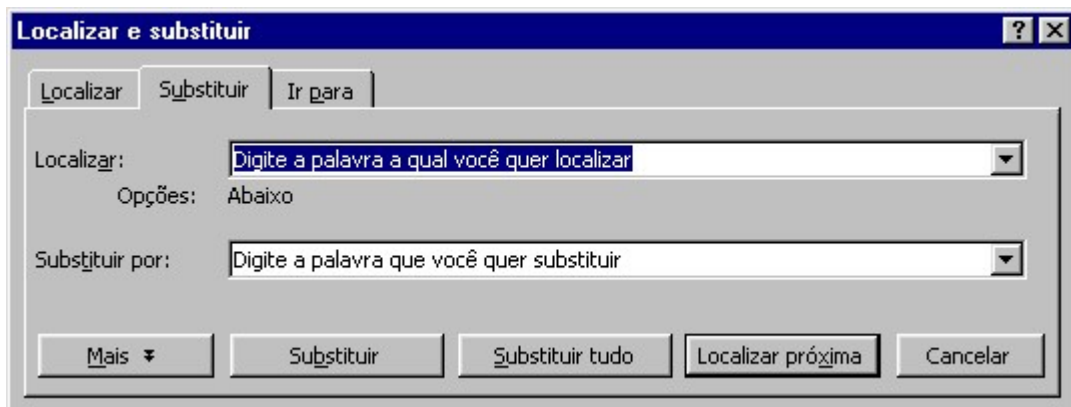 Localizar e substituir
Localizar Substituir Ir para
Localizar: Digite a palavra a qual você quer localizar
Opções: Abaixo
Substituir por: Digite a palavra que você quer substituir
Mais Substituir Substituir tudo Localizar próxima Cancelar